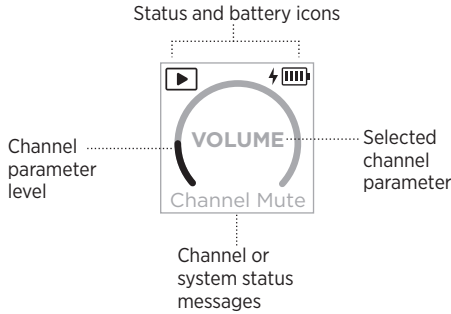 Status and battery icons
VOLUME
Channel
parameter
level
Selected
channel
parameter
Channel Mute
Channel or
system status
messages